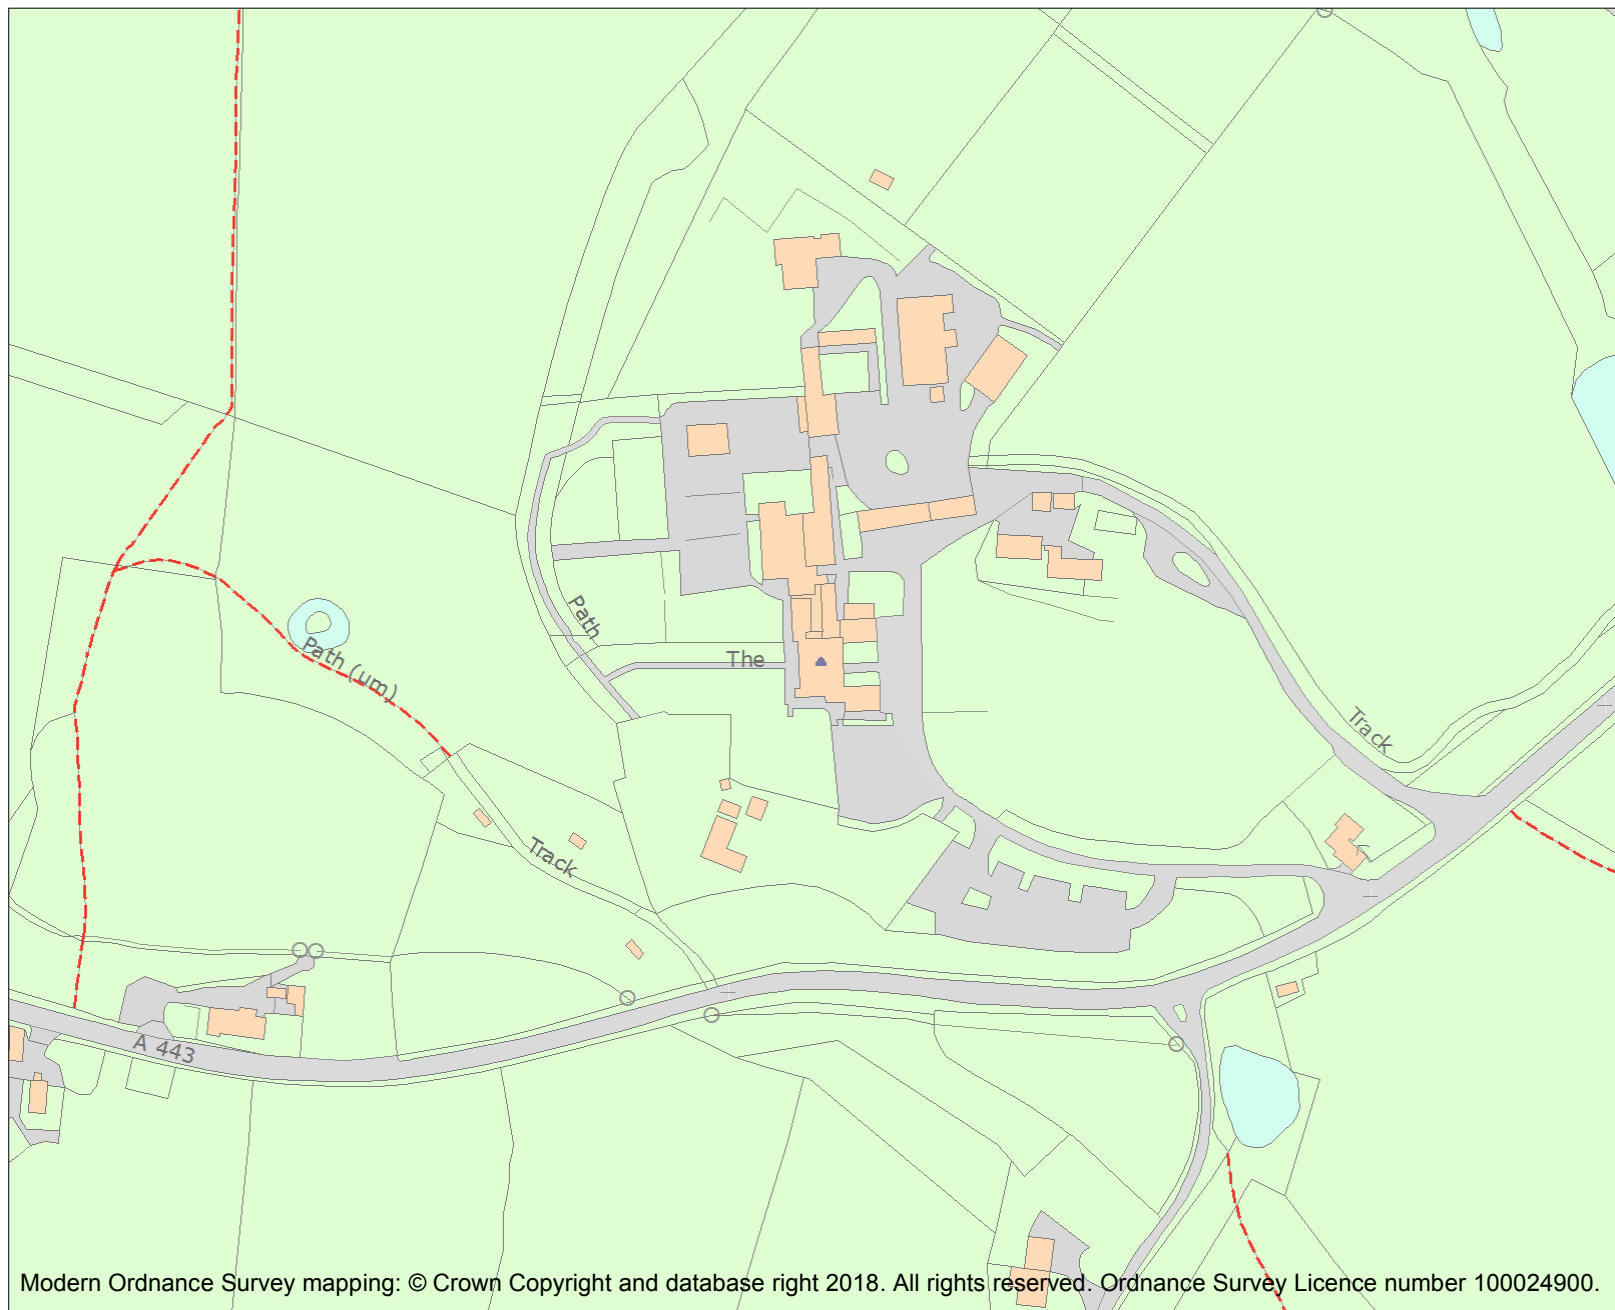 Path
The
Path (um)
Track
Track
A 443
Modern Ordnance Survey mapping: © Crown Copyright and database right 2018. All rights reserved. Ordnance Survey Licence number 100024900.